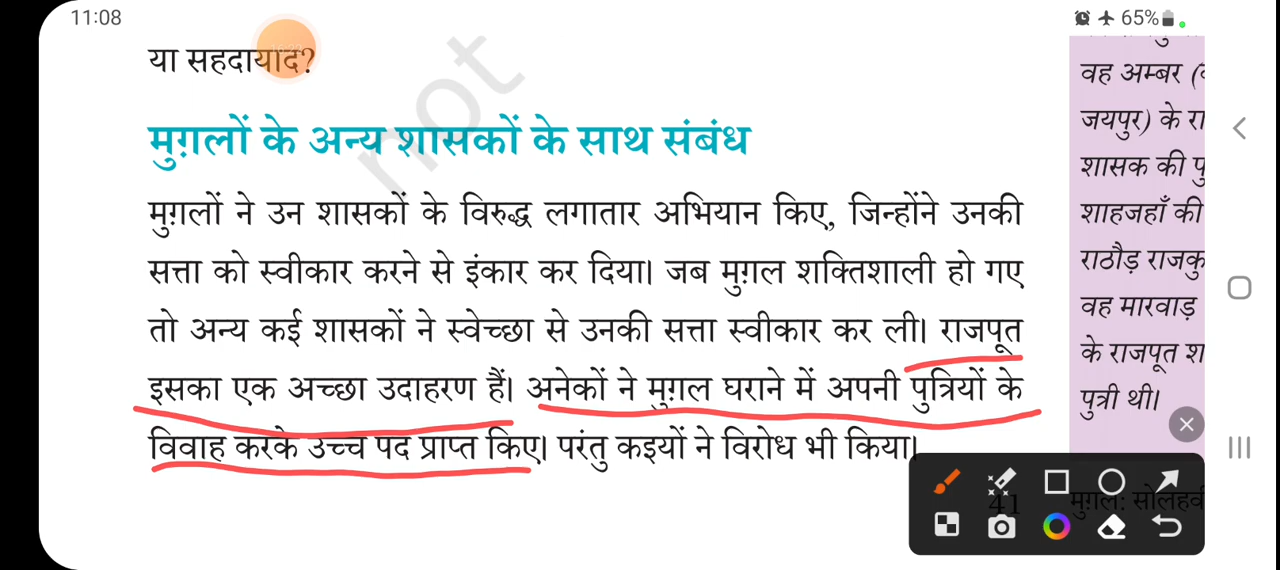 11:08
65%
या सहदायाद?
not
मुग़लों के अन्य शासकों के साथ संबंध
मुग़लों ने उन शासकों के विरुद्ध लगातार अभियान किए, जिन्होंने उनकी
सत्ता को स्वीकार करने से इंकार कर दिया। जब मुग़ल शक्तिशाली हो गए
तो अन्य कई शासकों ने स्वेच्छा से उनकी सत्ता स्वीकार कर ली। राजपूत
इसका एक अच्छा उदाहरण हैं। अनेकों ने मुग़ल घराने में अपनी पुत्रियों के
विवाह करके उच्च पद प्राप्त किए। परंतु कइयों ने विरोध भी किया।
वह अम्बर (
जयपुर) के रा
शासक की पु
शाहजहाँ की
राठौड़ राजकु
वह मारवाड़
के राजपूत शा
पुत्री थी।
41 मुग़ल: सोलहवी